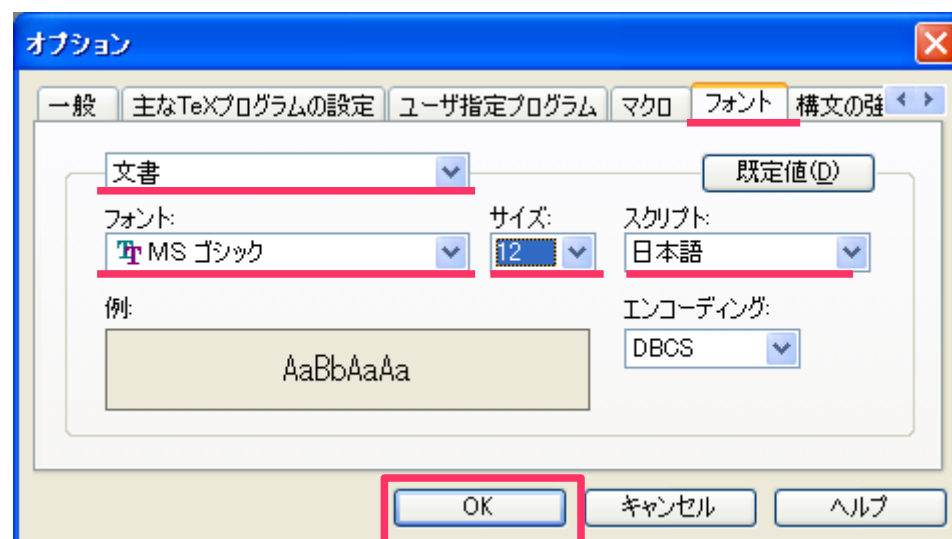 オプション
一般 主なTeXプログラムの設定 ユーザ指定プログラム マクロ フォント 構文の強
文書 既定値(D)
フォント: サイズ: スクリプト:
MS ゴシック 12 日本語
例: エンコーディング:
AaBbAaAa DBCS
OK キャンセル ヘルプ